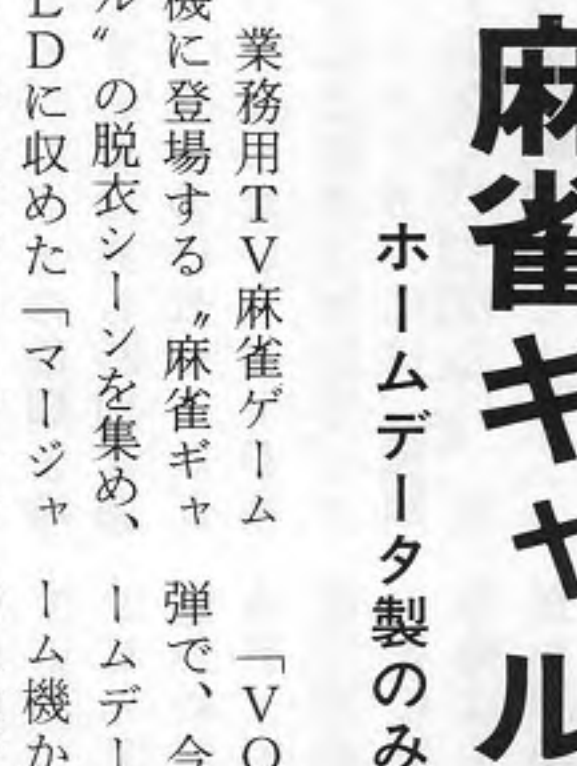 麻雀ギャル
ホームデータ製のみ
業務用TV麻雀ゲーム
機に登場する〝麻雀ギャ
ル〟の脱衣シーンを集め、
LDに収めた「マージャ
「VO
弾で、今
ームデー
ーム機か